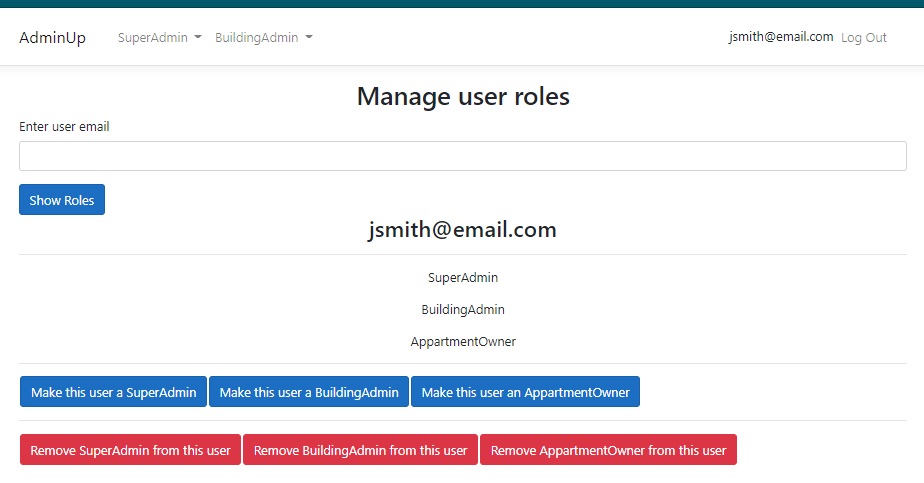 AdminUp SuperAdmin BuildingAdmin jsmith@email.com Log Out
Manage user roles
Enter user email
Show Roles
jsmith@email.com
SuperAdmin
BuildingAdmin
AppartmentOwner
Make this user a SuperAdmin Make this user a BuildingAdmin Make this user an AppartmentOwner
Remove SuperAdmin from this user Remove BuildingAdmin from this user Remove AppartmentOwner from this user